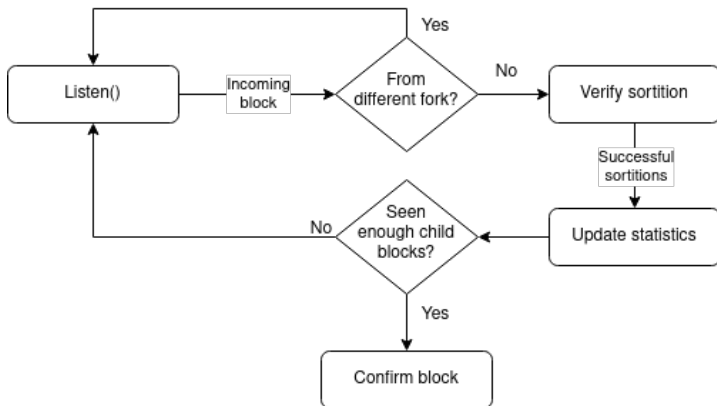 Yes
Listen()
Incoming
block
From
different fork?
No
Verify sortition
Successful
sortitions
No
Seen
enough child
blocks?
Update statistics
Yes
Confirm block